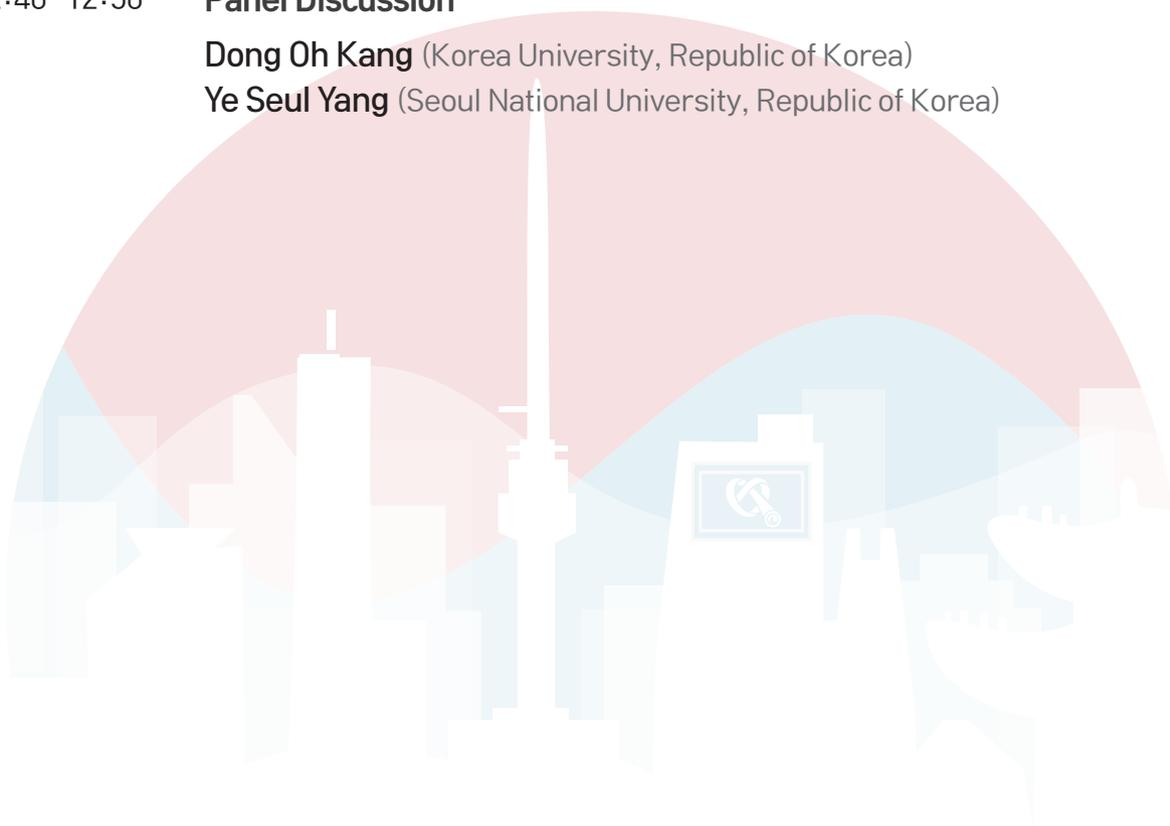 Panel Discussion
Dong Oh Kang (Korea University, Republic of Korea)
Ye Seul Yang (Seoul National University, Republic of Korea)